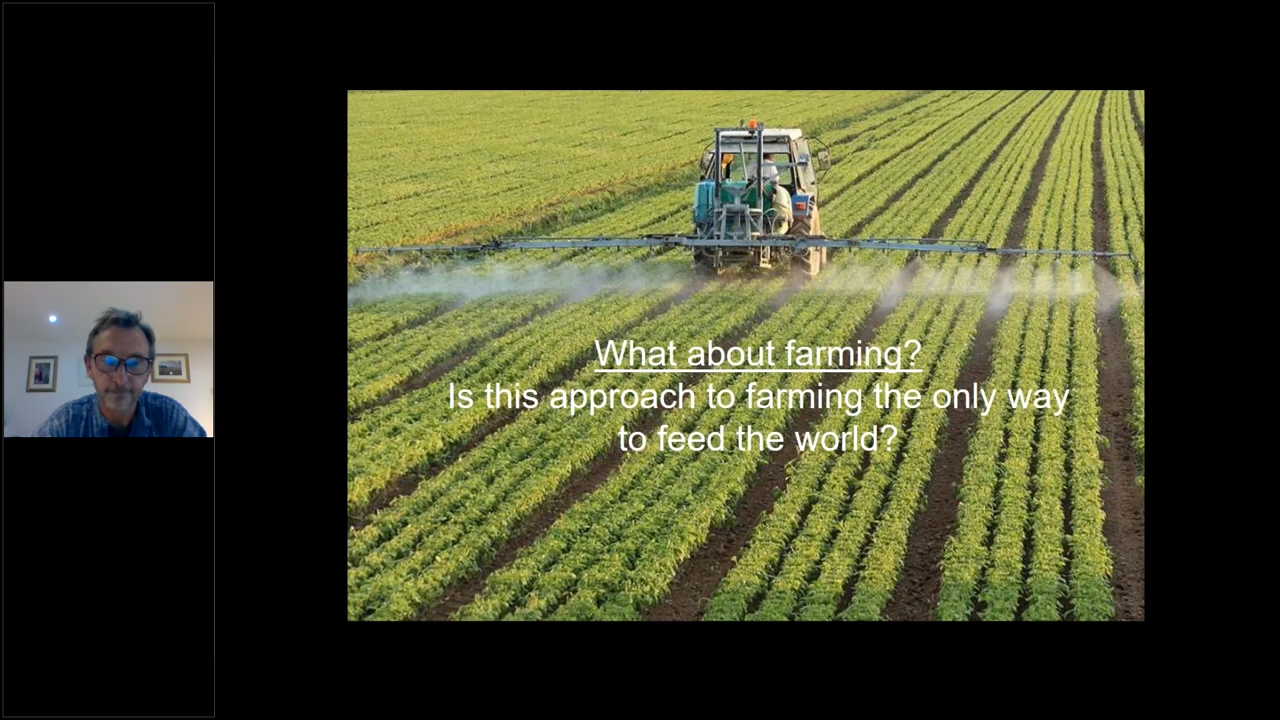 What about farming?
Is this approach to farming the only way
to feed the world?